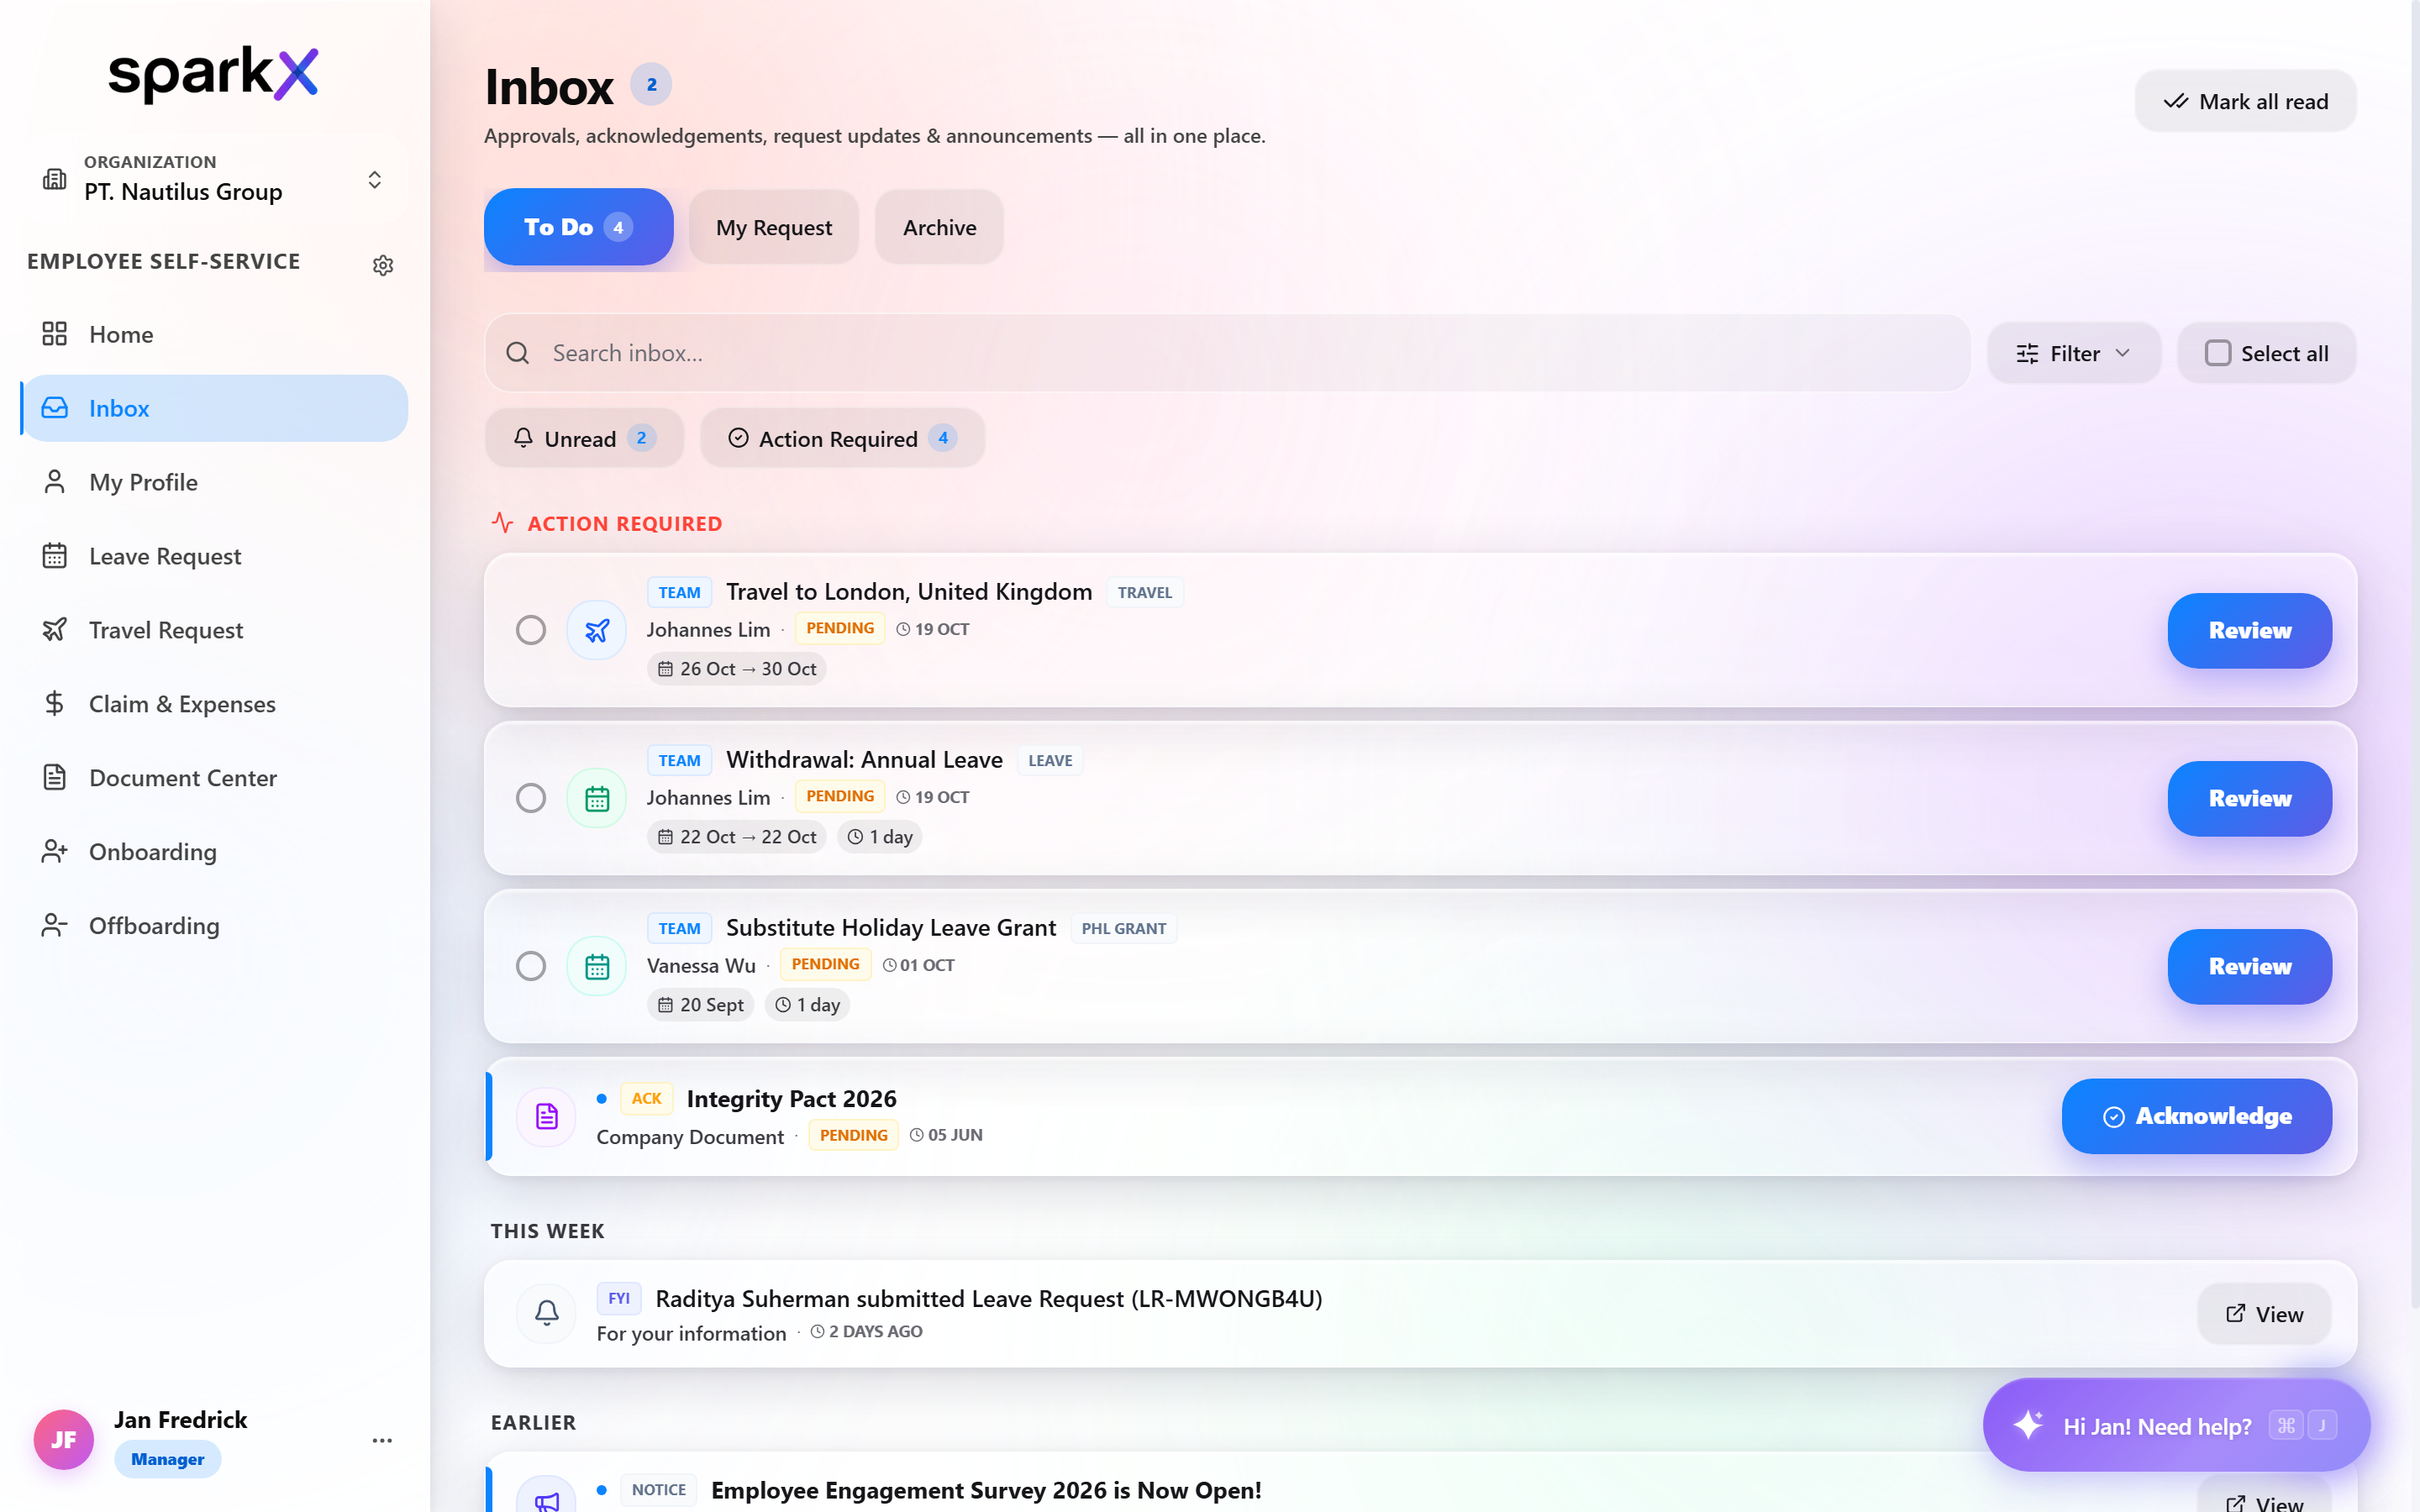 sparkX
ORGANIZATION
PT. Nautilus Group
EMPLOYEE SELF-SERVICE
Home
Inbox
My Profile
Leave Request
Travel Request
Claim & Expenses
Document Center
Onboarding
Offboarding
JF
Jan Fredrick
Manager
Inbox 2
Approvals, acknowledgements, request updates & announcements — all in one place.
Mark all read
To Do 4
My Request
Archive
Search inbox...
Filter
Select all
Unread 2
Action Required 4
ACTION REQUIRED
TEAM Travel to London, United Kingdom TRAVEL
Johannes Lim · PENDING 19 OCT
26 Oct → 30 Oct
Review
TEAM Withdrawal: Annual Leave LEAVE
Johannes Lim · PENDING 19 OCT
22 Oct → 22 Oct 1 day
Review
TEAM Substitute Holiday Leave Grant PHL GRANT
Vanessa Wu · PENDING 01 OCT
20 Sept 1 day
Review
ACK Integrity Pact 2026
Company Document · PENDING 05 JUN
Acknowledge
THIS WEEK
FYI Raditya Suherman submitted Leave Request (LR-MWONGB4U)
For your information · 2 DAYS AGO
View
EARLIER
NOTICE Employee Engagement Survey 2026 is Now Open!
View
Hi Jan! Need help? ⌘ J